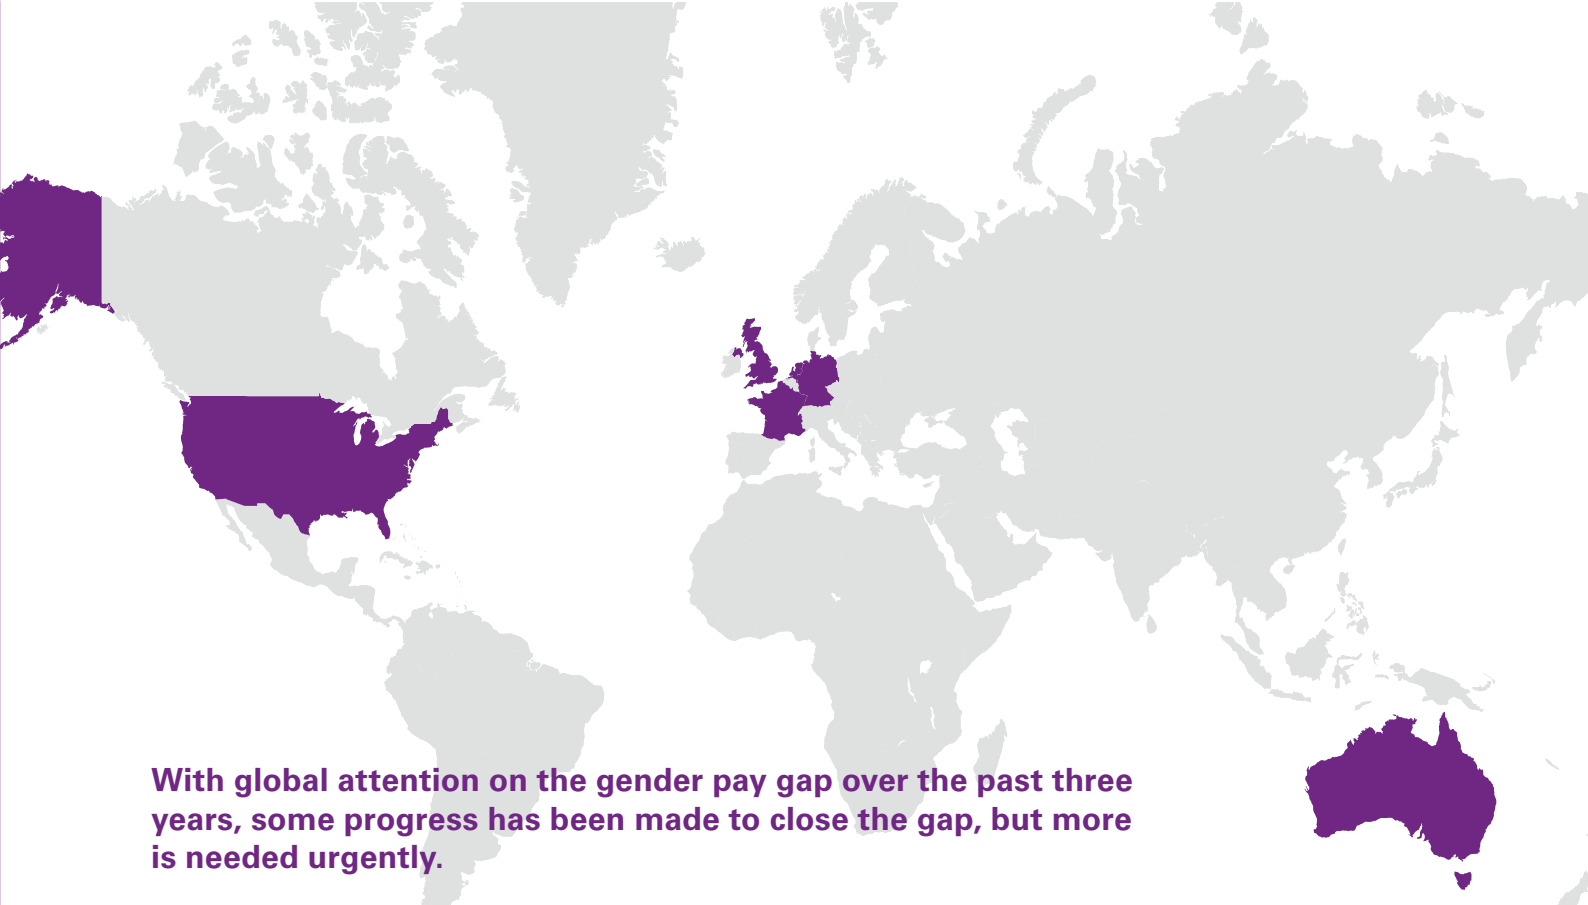 With global attention on the gender pay gap over the past three
years, some progress has been made to close the gap, but more
is needed urgently.